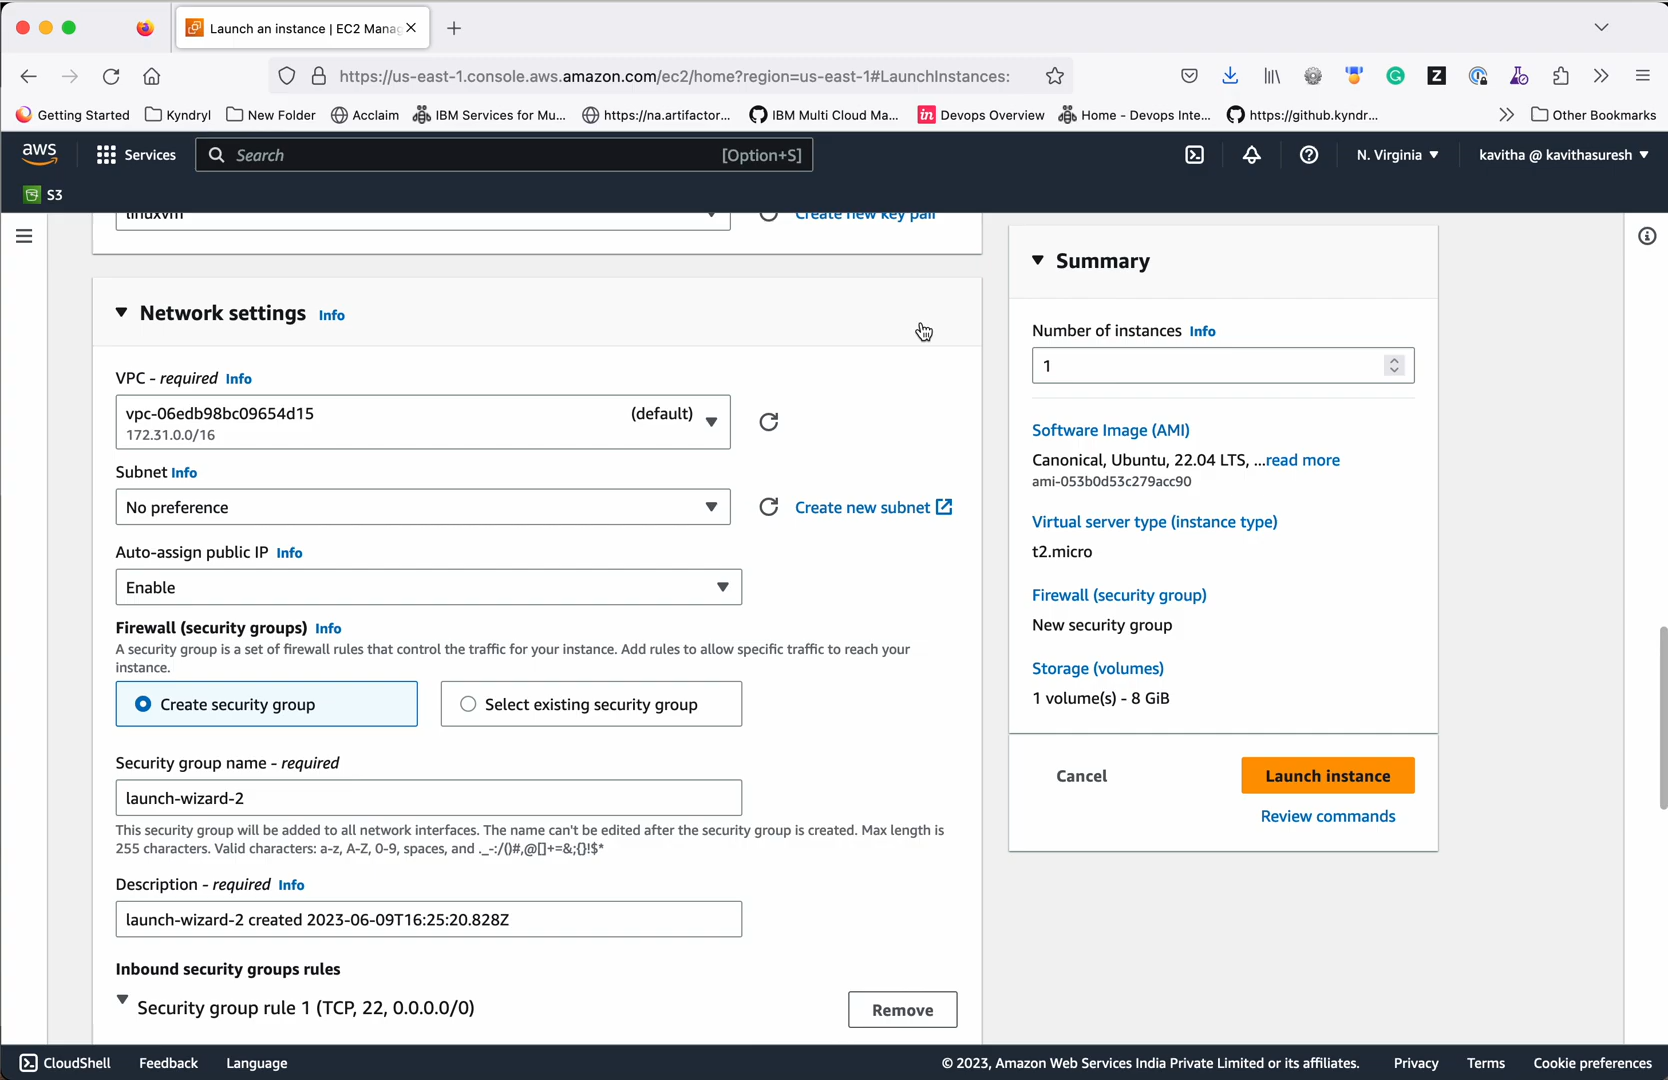 Launch an instance | EC2 Manag
https://us-east-1.console.aws.amazon.com/ec2/home?region=us-east-1#LaunchInstances:
Getting Started Kyndryl New Folder Acclaim IBM Services for Mu... https://na.artifactor... IBM Multi Cloud Ma... Devops Overview Home - Devops Inte... https://github.kyndr... Other Bookmarks
aws Services Search [Option+S] N. Virginia kavitha @ kavithasuresh
S3
linuxvm Create new key pair
Network settings Info
VPC - required Info
vpc-06edb98bc09654d15 (default)
172.31.0.0/16
Subnet Info
No preference Create new subnet
Auto-assign public IP Info
Enable
Firewall (security groups) Info
A security group is a set of firewall rules that control the traffic for your instance. Add rules to allow specific traffic to reach your
instance.
Create security group Select existing security group
Security group name - required
launch-wizard-2
This security group will be added to all network interfaces. The name can't be edited after the security group is created. Max length is
255 characters. Valid characters: a-z, A-Z, 0-9, spaces, and ._-:/()#,@[]+=&;{}!$*
Description - required Info
launch-wizard-2 created 2023-06-09T16:25:20.828Z
Inbound security groups rules
Security group rule 1 (TCP, 22, 0.0.0.0/0) Remove
Summary
Number of instances Info
1
Software Image (AMI)
Canonical, Ubuntu, 22.04 LTS, ...read more
ami-053b0d53c279acc90
Virtual server type (instance type)
t2.micro
Firewall (security group)
New security group
Storage (volumes)
1 volume(s) - 8 GiB
Cancel Launch instance
Review commands
CloudShell Feedback Language © 2023, Amazon Web Services India Private Limited or its affiliates. Privacy Terms Cookie preferences